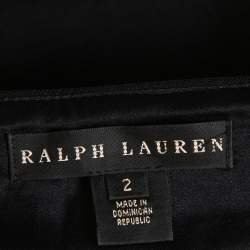 RALPH LAUREN
2
MADE IN
DOMINICAN
REPUBLIC